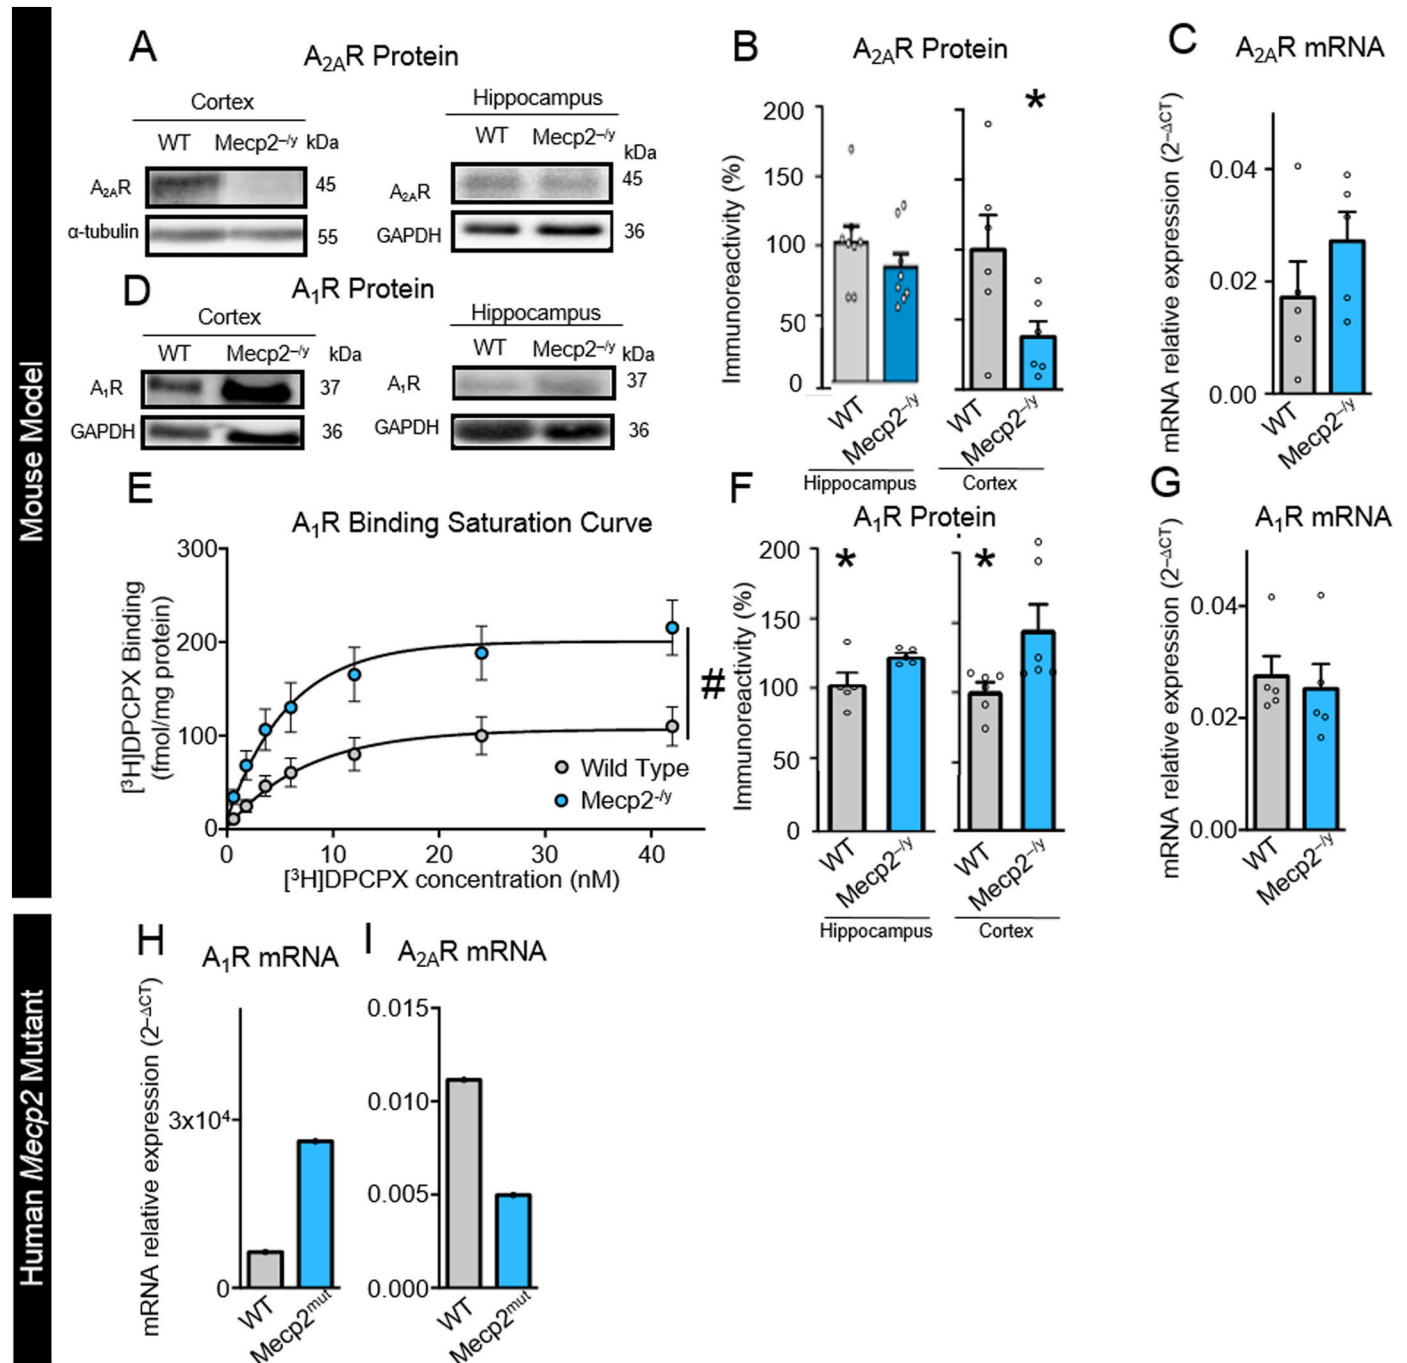 Mouse Model
A
A2AR Protein
Cortex
WT Mecp2–/y kDa
A2AR 45
α-tubulin 55
Hippocampus
WT Mecp2–/y kDa
A2AR 45
GAPDH 36
B
A2AR Protein
Immunoreactivity (%)
200
150
100
50
0
*
WT
Mecp2–/y
WT
Mecp2–/y
Hippocampus
Cortex
C
A2AR mRNA
mRNA relative expression (2–ΔCT)
0.04
0.02
0.00
WT
Mecp2–/y
D
A1R Protein
Cortex
WT Mecp2–/y kDa
A1R 37
GAPDH 36
Hippocampus
WT Mecp2–/y kDa
A1R 37
GAPDH 36
E
A1R Binding Saturation Curve
[3H]DPCPX Binding
(fmol/mg protein)
300
200
100
0
0 10 20 30 40
[3H]DPCPX concentration (nM)
Wild Type
Mecp2-/y
#
F
A1R Protein
Immunoreactivity (%)
200
150
100
50
0
* *
WT
Mecp2–/y
WT
Mecp2–/y
Hippocampus
Cortex
G
A1R mRNA
mRNA relative expression (2–ΔCT)
0.04
0.02
0.00
WT
Mecp2–/y
Human Mecp2 Mutant
H
A1R mRNA
mRNA relative expression (2–ΔCT)
3x104
0
WT
Mecp2mut
I
A2AR mRNA
0.015
0.010
0.005
0.000
WT
Mecp2mut